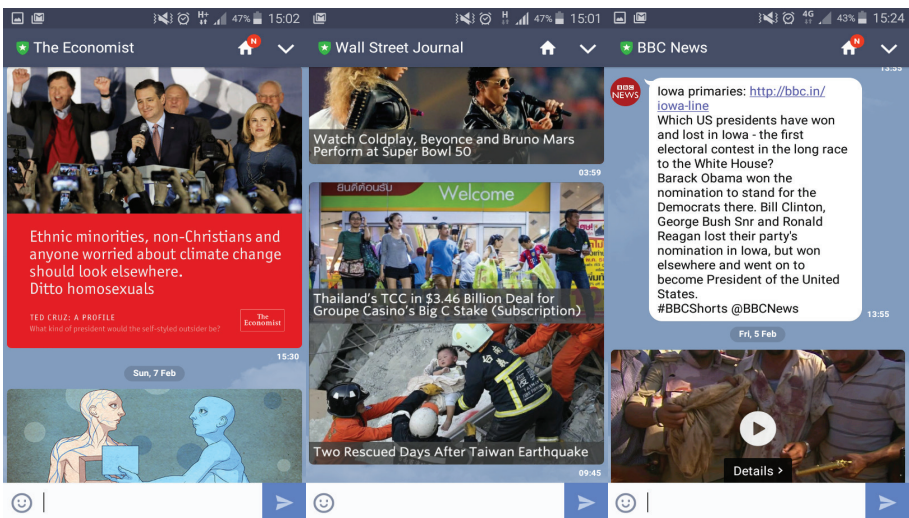 H+ 47% 15:02
The Economist
N
Ethnic minorities, non-Christians and
anyone worried about climate change
should look elsewhere.
Ditto homosexuals
TED CRUZ: A PROFILE
What kind of president would the self-styled outsider be?
The
Economist
15:30
Sun, 7 Feb
H 47% 15:01
Wall Street Journal
Watch Coldplay, Beyonce and Bruno Mars
Perform at Super Bowl 50
03:59
ยินดีต้อนรับ
Welcome
Thailand's TCC in $3.46 Billion Deal for
Groupe Casino's Big C Stake (Subscription)
Two Rescued Days After Taiwan Earthquake
09:45
4G 43% 15:24
BBC News
N
13:55
BBC
NEWS
Iowa primaries: http://bbc.in/
iowa-line
Which US presidents have won
and lost in Iowa - the first
electoral contest in the long race
to the White House?
Barack Obama won the
nomination to stand for the
Democrats there. Bill Clinton,
George Bush Snr and Ronald
Reagan lost their party's
nomination in Iowa, but won
elsewhere and went on to
become President of the United
States.
#BBCShorts @BBCNews
13:55
Fri, 5 Feb
Details >